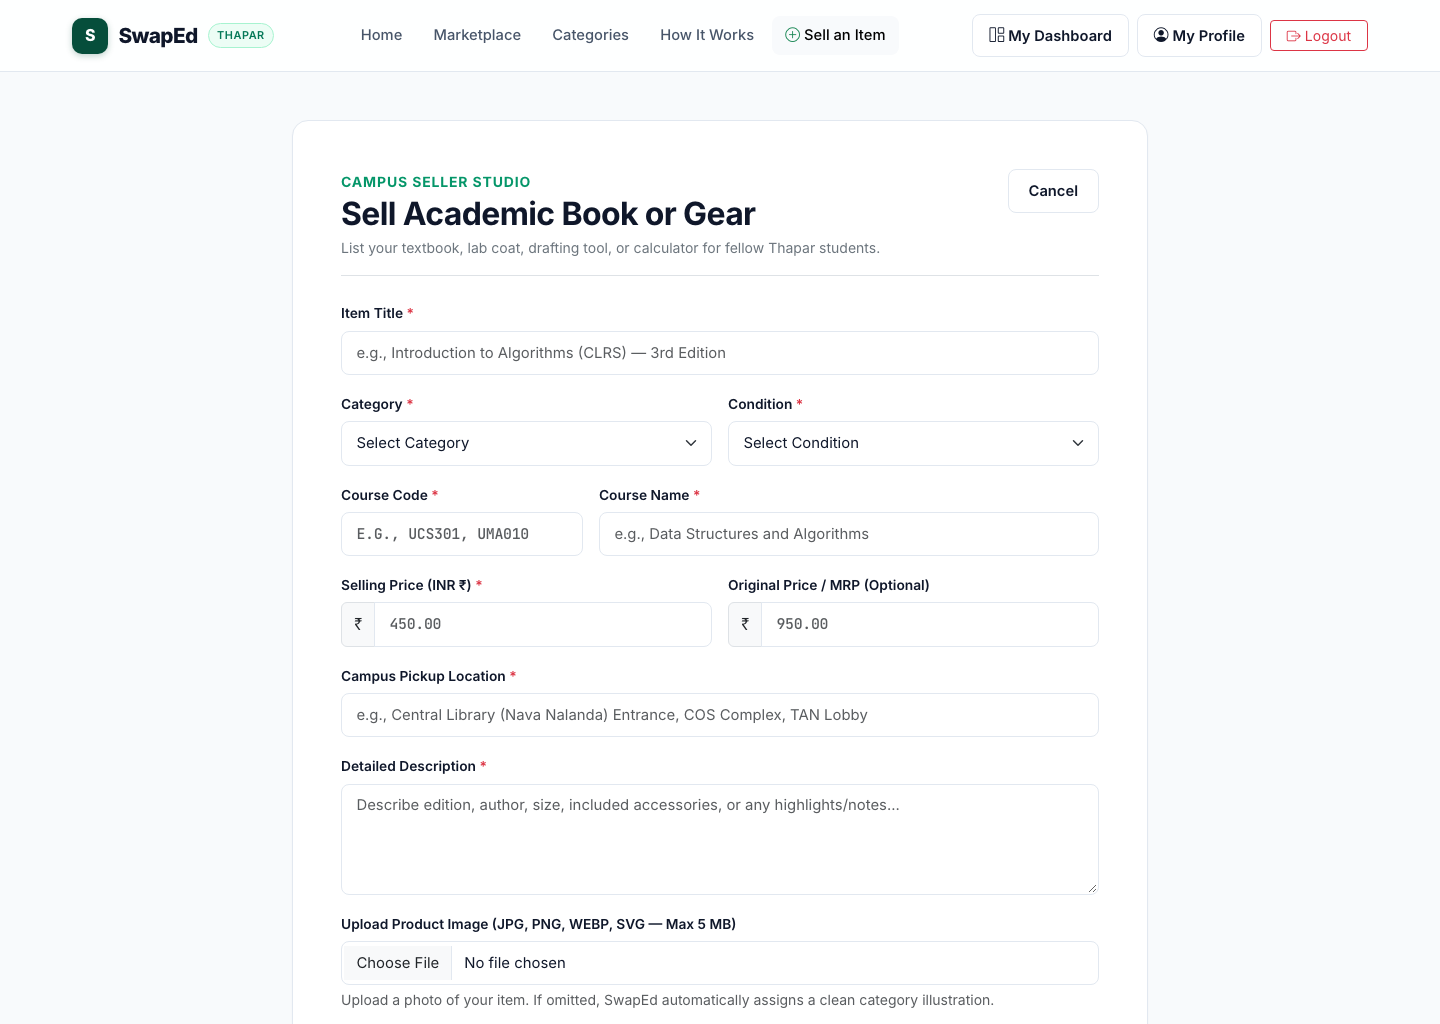 S SwapEd THAPAR Home Marketplace Categories How It Works Sell an Item My Dashboard My Profile Logout
CAMPUS SELLER STUDIO
Cancel
Sell Academic Book or Gear
List your textbook, lab coat, drafting tool, or calculator for fellow Thapar students.
Item Title *
e.g., Introduction to Algorithms (CLRS) — 3rd Edition
Category * Condition *
Select Category Select Condition
Course Code * Course Name *
E.G., UCS301, UMA010 e.g., Data Structures and Algorithms
Selling Price (INR ₹) * Original Price / MRP (Optional)
₹ 450.00 ₹ 950.00
Campus Pickup Location *
e.g., Central Library (Nava Nalanda) Entrance, COS Complex, TAN Lobby
Detailed Description *
Describe edition, author, size, included accessories, or any highlights/notes...
Upload Product Image (JPG, PNG, WEBP, SVG — Max 5 MB)
Choose File No file chosen
Upload a photo of your item. If omitted, SwapEd automatically assigns a clean category illustration.